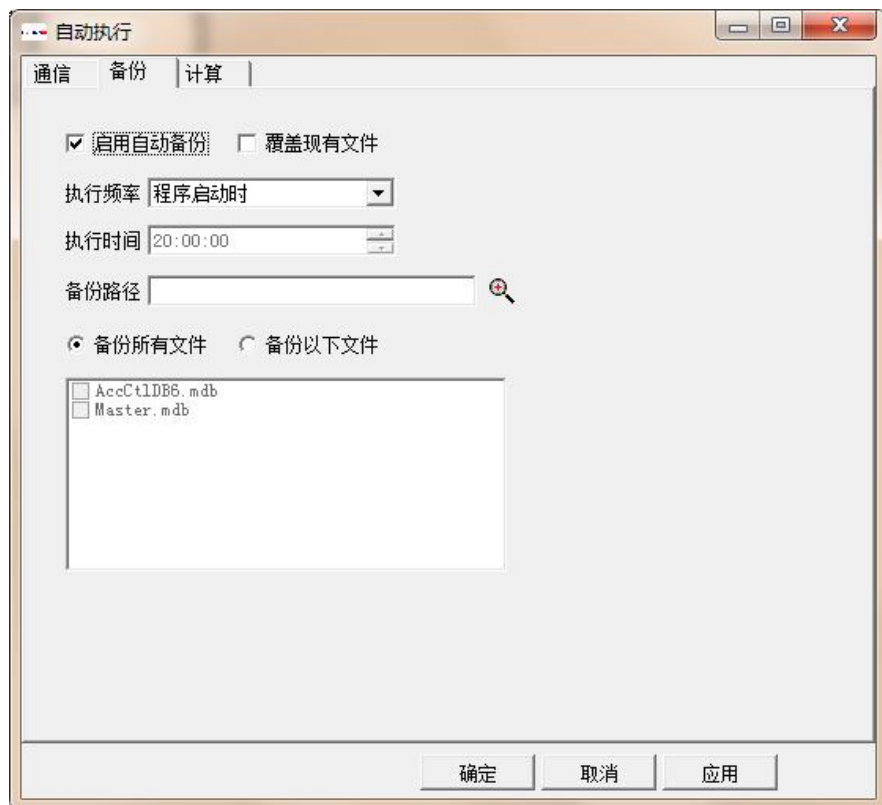 自动执行
通信 备份 计算
启用自动备份 覆盖现有文件
执行频率 程序启动时
执行时间 20:00:00
备份路径
备份所有文件 备份以下文件
AccCtlDB6.mdb
Master.mdb
确定 取消 应用